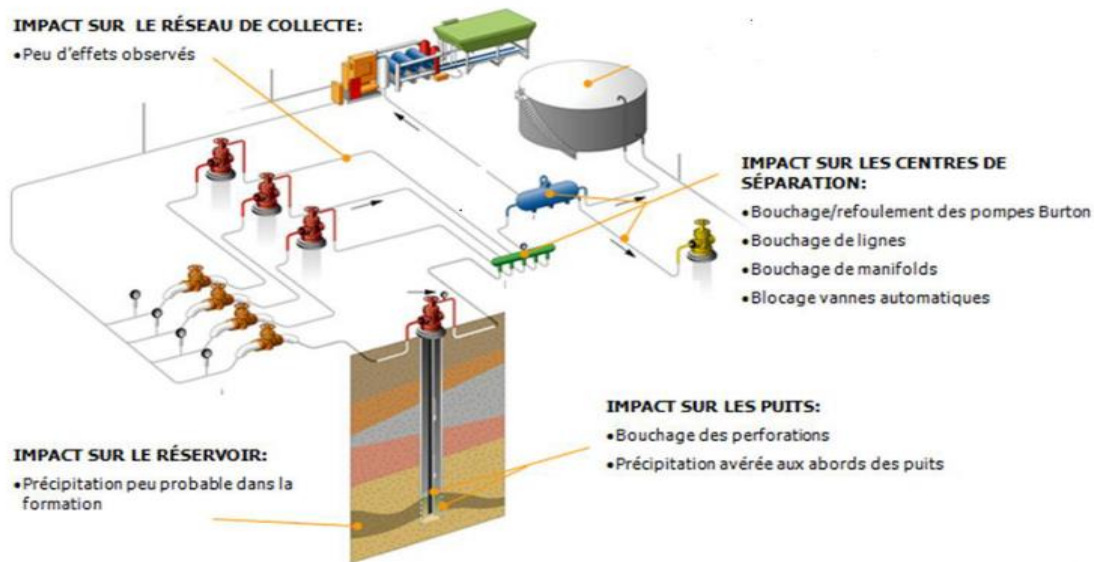 IMPACT SUR LE RÉSEAU DE COLLECTE:
•Peu d'effets observés
IMPACT SUR LES CENTRES DE
SÉPARATION:
•Bouchage/refoulement des pompes Burton
•Bouchage de lignes
•Bouchage de manifolds
•Blocage vannes automatiques
IMPACT SUR LES PUITS:
•Bouchage des perforations
•Précipitation avérée aux abords des puits
IMPACT SUR LE RÉSERVOIR:
•Précipitation peu probable dans la
formation